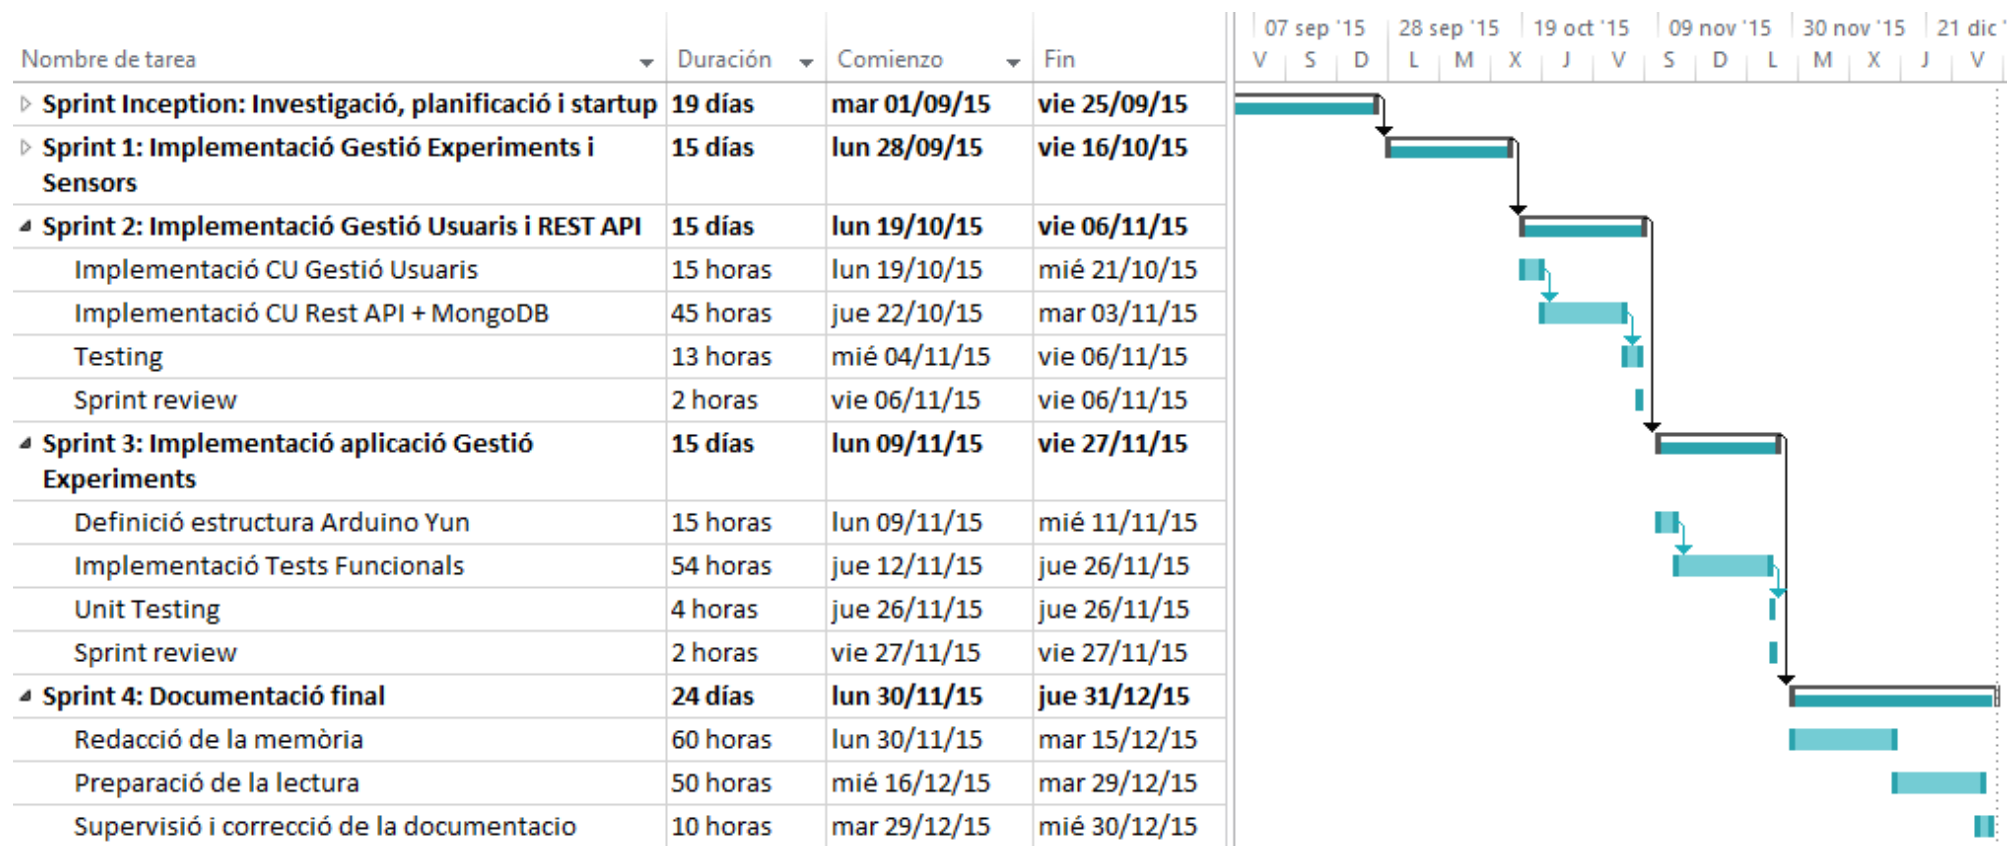 07 sep '15 28 sep '15 19 oct '15 09 nov '15 30 nov '15 21 dic '
Nombre de tarea Duración Comienzo Fin V S D L M X J V S D L M X J V
Sprint Inception: Investigació, planificació i startup 19 días mar 01/09/15 vie 25/09/15
Sprint 1: Implementació Gestió Experiments i 15 días lun 28/09/15 vie 16/10/15
Sensors
Sprint 2: Implementació Gestió Usuaris i REST API 15 días lun 19/10/15 vie 06/11/15
Implementació CU Gestió Usuaris 15 horas lun 19/10/15 mié 21/10/15
Implementació CU Rest API + MongoDB 45 horas jue 22/10/15 mar 03/11/15
Testing 13 horas mié 04/11/15 vie 06/11/15
Sprint review 2 horas vie 06/11/15 vie 06/11/15
Sprint 3: Implementació aplicació Gestió 15 días lun 09/11/15 vie 27/11/15
Experiments
Definició estructura Arduino Yun 15 horas lun 09/11/15 mié 11/11/15
Implementació Tests Funcionals 54 horas jue 12/11/15 jue 26/11/15
Unit Testing 4 horas jue 26/11/15 jue 26/11/15
Sprint review 2 horas vie 27/11/15 vie 27/11/15
Sprint 4: Documentació final 24 días lun 30/11/15 jue 31/12/15
Redacció de la memòria 60 horas lun 30/11/15 mar 15/12/15
Preparació de la lectura 50 horas mié 16/12/15 mar 29/12/15
Supervisió i correcció de la documentacio 10 horas mar 29/12/15 mié 30/12/15